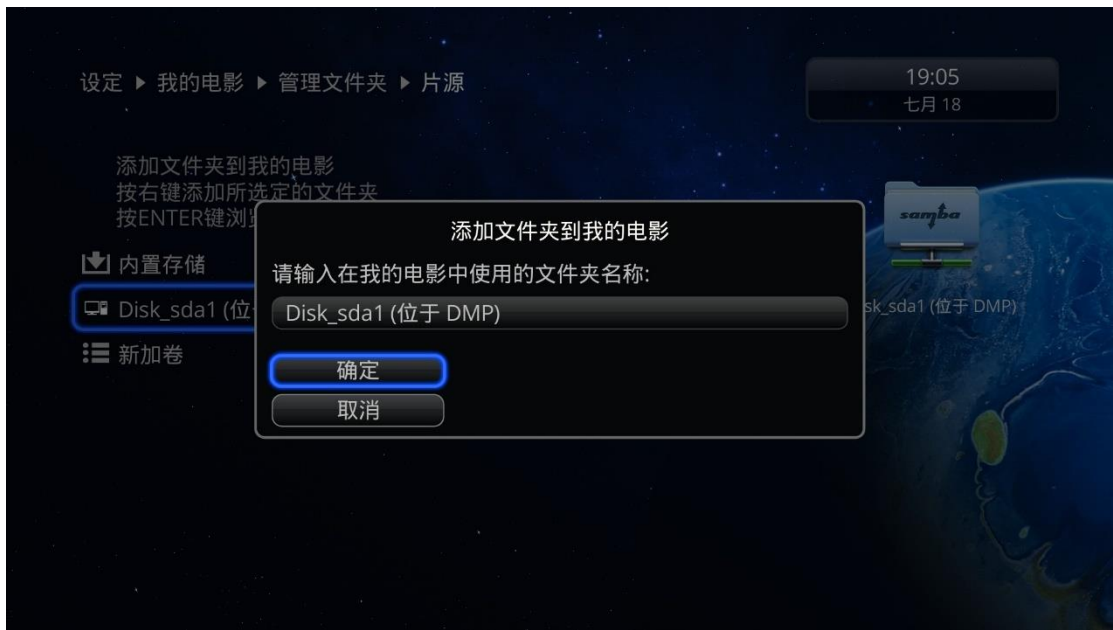 设定 ▶ 我的电影 ▶ 管理文件夹 ▶ 片源
19:05
七月 18
添加文件夹到我的电影
按右键添加所选定的文件夹
按ENTER键浏
samba
添加文件夹到我的电影
请输入在我的电影中使用的文件夹名称:
内置存储
Disk_sda1 (位
Disk_sda1 (位于 DMP)
sk_sda1 (位于 DMP)
新加卷
确定
取消